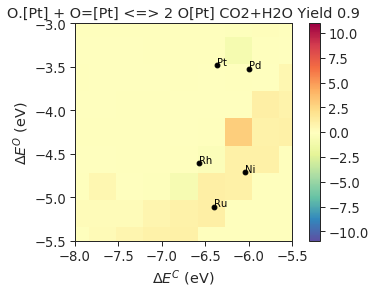 O.[Pt] + O=[Pt] <=> 2 O[Pt] CO2+H2O Yield 0.9
−3.0
−3.5
−4.0
−4.5
−5.0
−5.5
ΔE^O (eV)
Pt
Pd
Rh
Ni
Ru
−8.0 −7.5 −7.0 −6.5 −6.0 −5.5
ΔE^C (eV)
10.0
7.5
5.0
2.5
0.0
−2.5
−5.0
−7.5
−10.0